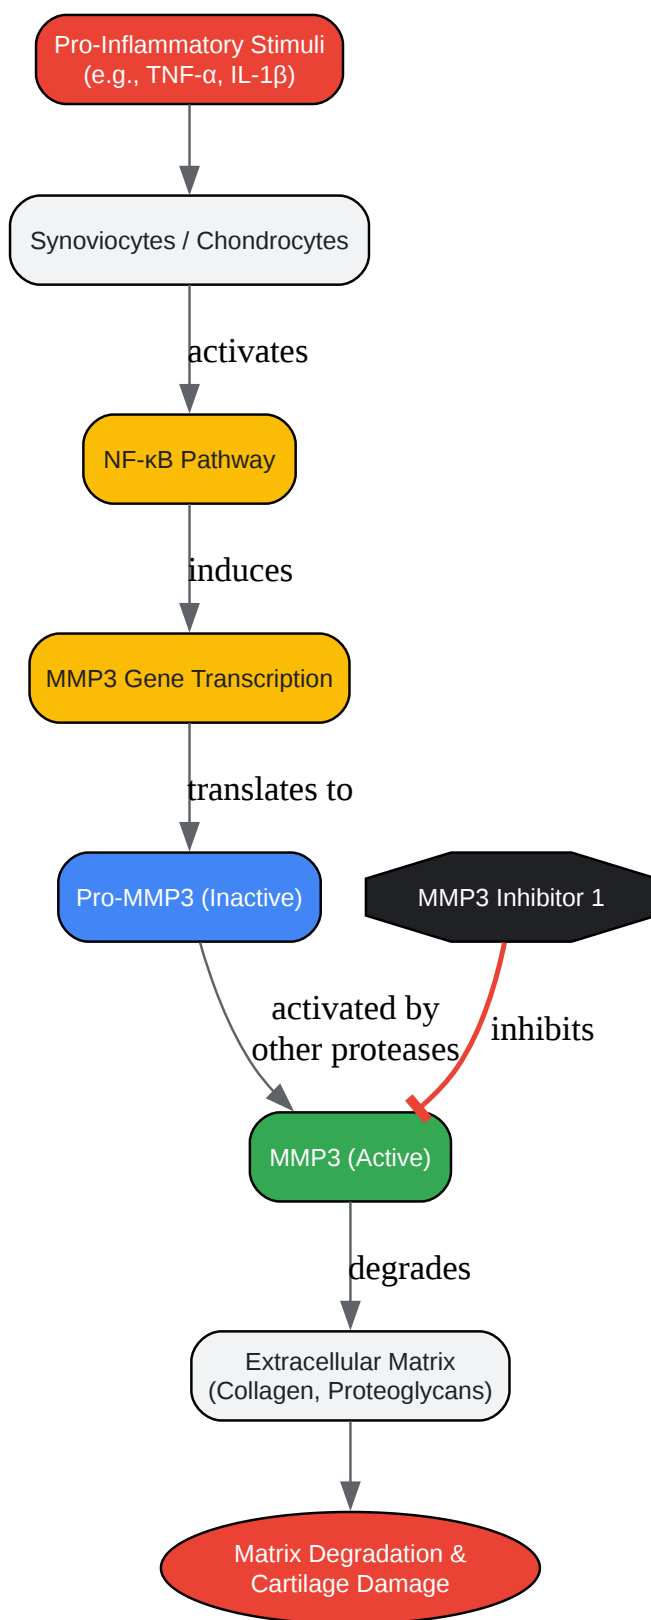 Pro-Inflammatory Stimuli
(e.g., TNF-α, IL-1β)
Synoviocytes / Chondrocytes
activates
NF-κB Pathway
induces
MMP3 Gene Transcription
translates to
Pro-MMP3 (Inactive)
MMP3 Inhibitor 1
activated by
other proteases
inhibits
MMP3 (Active)
degrades
Extracellular Matrix
(Collagen, Proteoglycans)
Matrix Degradation &
Cartilage Damage